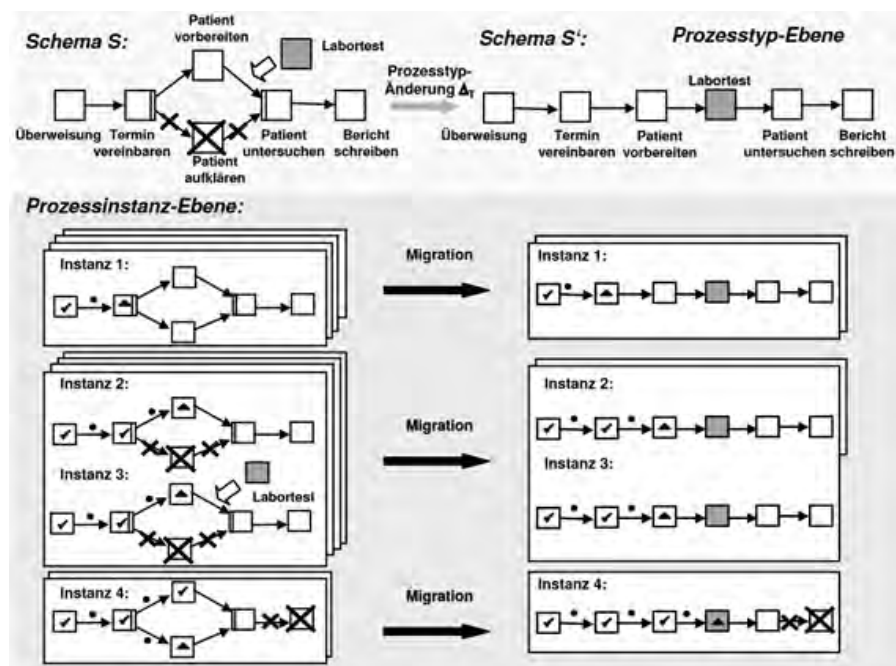 Schema S:
Patient
vorbereiten
Labortest
Überweisung
Termin
vereinbaren
Patient
aufklären
Patient
untersuchen
Bericht
schreiben
Prozesstyp-
Änderung ΔT
Schema S‘:
Prozesstyp-Ebene
Labortest
Überweisung
Termin
vereinbaren
Patient
vorbereiten
Patient
untersuchen
Bericht
schreiben
Prozessinstanz-Ebene:
Instanz 1:
Migration
Instanz 1:
Instanz 2:
Instanz 3:
Labortest
Migration
Instanz 2:
Instanz 3:
Instanz 4:
Migration
Instanz 4: